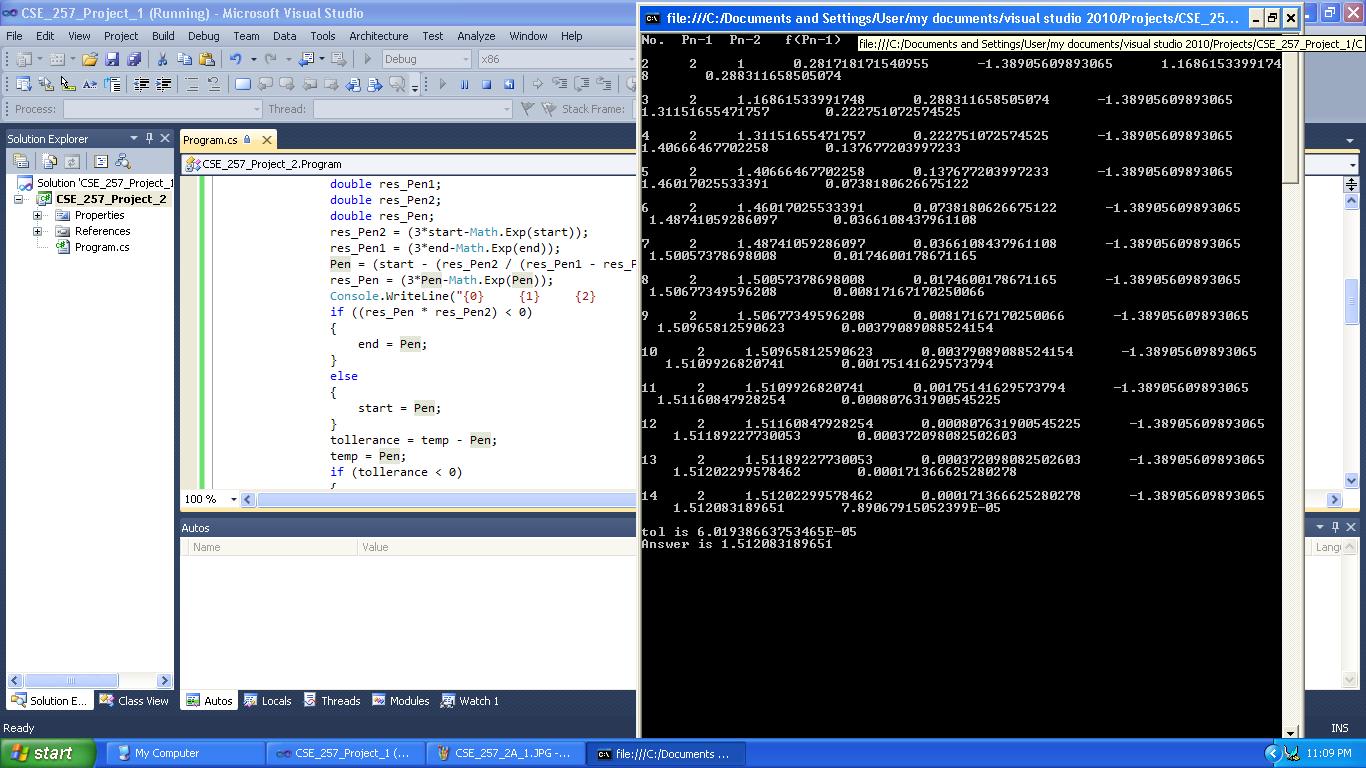 CSE_257_Project_1 (Running) - Microsoft Visual Studio
File Edit View Project Build Debug Team Data Tools Architecture Test Analyze Window Help
Debug x86
Process: Thread: Stack Frame:
Solution Explorer
Solution 'CSE_257_Project_1
CSE_257_Project_2
Properties
References
Program.cs
Solution E... Class View
Program.cs
CSE_257_Project_2.Program
double res_Pen1;
double res_Pen2;
double res_Pen;
res_Pen2 = (3*start-Math.Exp(start));
res_Pen1 = (3*end-Math.Exp(end));
Pen = (start - (res_Pen2 / (res_Pen1 - res_P
res_Pen = (3*Pen-Math.Exp(Pen));
Console.WriteLine("{0} {1} {2}
if ((res_Pen * res_Pen2) < 0)
{
end = Pen;
}
else
{
start = Pen;
}
tollerance = temp - Pen;
temp = Pen;
if (tollerance < 0)
{
100 %
Autos
Name Value
Langu
Autos Locals Threads Modules Watch 1
Ready
INS
file:///C:/Documents and Settings/User/my documents/visual studio 2010/Projects/CSE_25...
file:///C:/Documents and Settings/User/my documents/visual studio 2010/Projects/CSE_257_Project_1/C
No. Pn-1 Pn-2 f(Pn-1)
2 2 1 0.281718171540955 -1.38905609893065 1.1686153399174
8 0.288311658505074
3 2 1.16861533991748 0.288311658505074 -1.38905609893065
1.31151655471757 0.222751072574525
4 2 1.31151655471757 0.222751072574525 -1.38905609893065
1.40666467702258 0.137677203997233
5 2 1.40666467702258 0.137677203997233 -1.38905609893065
1.46017025533391 0.0738180626675122
6 2 1.46017025533391 0.0738180626675122 -1.38905609893065
1.48741059286097 0.0366108437961108
7 2 1.48741059286097 0.0366108437961108 -1.38905609893065
1.50057378698008 0.01746001786711​65
8 2 1.50057378698008 0.0174600178671165 -1.38905609893065
1.50677349596208 0.00817167170250066
9 2 1.50677349596208 0.00817167170250066 -1.38905609893065
1.50965812590623 0.00379089088524154
10 2 1.50965812590623 0.00379089088524154 -1.38905609893065
1.5109926820741 0.00175141629573794
11 2 1.5109926820741 0.00175141629573794 -1.38905609893065
1.51160847928254 0.000807631900545225
12 2 1.51160847928254 0.000807631900545225 -1.38905609893065
1.51189227730053 0.000372098082502603
13 2 1.51189227730053 0.000372098082502603 -1.38905609893065
1.51202299578462 0.000171366625280278
14 2 1.51202299578462 0.000171366625280278 -1.38905609893065
1.512083189651 7.89067915052399E-05
tol is 6.01938663753465E-05
Answer is 1.512083189651
start My Computer CSE_257_Project_1 (... CSE_257_2A_1.JPG -... file:///C:/Documents ... 11:09 PM